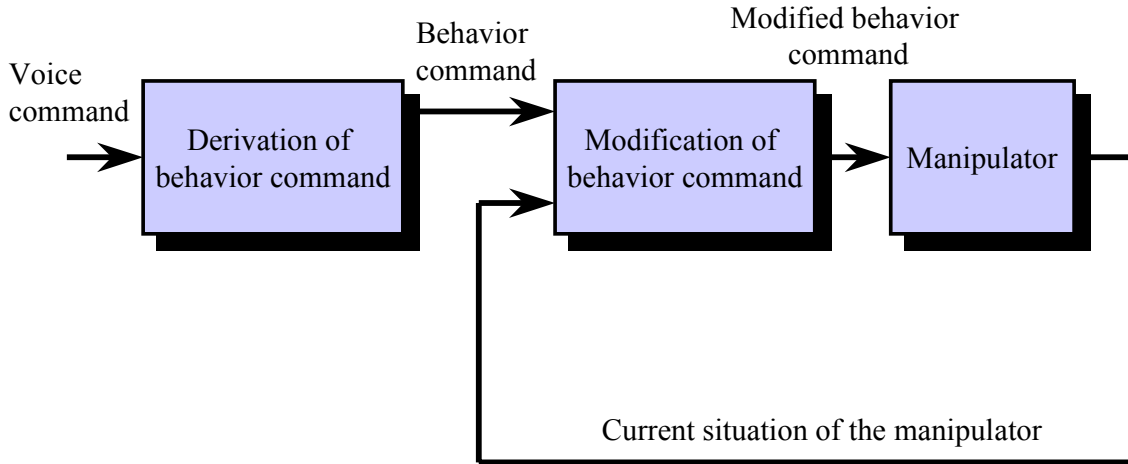 Voice
command
Derivation of
behavior command
Behavior
command
Modification of
behavior command
Modified behavior
command
Manipulator
Current situation of the manipulator